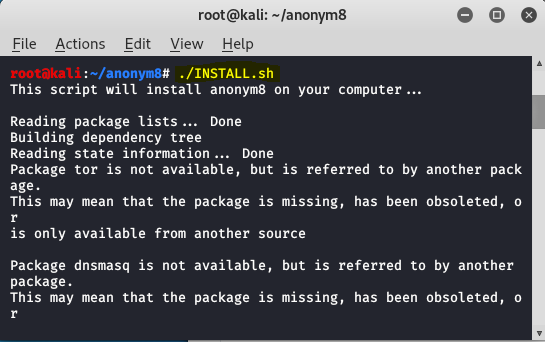 root@kali: ~/anonym8
File Actions Edit View Help
root@kali:~/anonym8# ./INSTALL.sh
This script will install anonym8 on your computer...
Reading package lists... Done
Building dependency tree
Reading state information... Done
Package tor is not available, but is referred to by another pack
age.
This may mean that the package is missing, has been obsoleted, o
r
is only available from another source
Package dnsmasq is not available, but is referred to by another
package.
This may mean that the package is missing, has been obsoleted, o
r